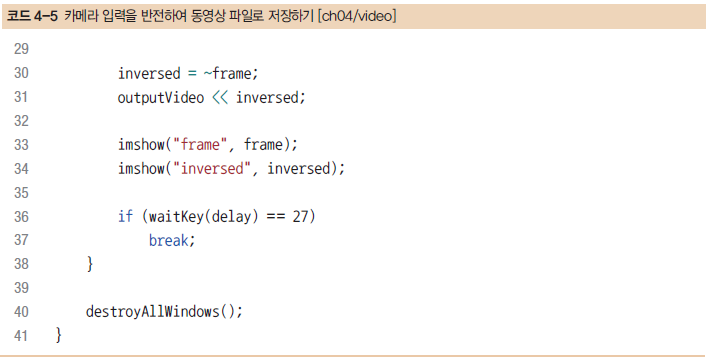 코드 4-5 카메라 입력을 반전하여 동영상 파일로 저장하기 [ch04/video]
29
30 inversed = ~frame;
31 outputVideo << inversed;
32
33 imshow("frame", frame);
34 imshow("inversed", inversed);
35
36 if (waitKey(delay) == 27)
37 break;
38 }
39
40 destroyAllWindows();
41 }